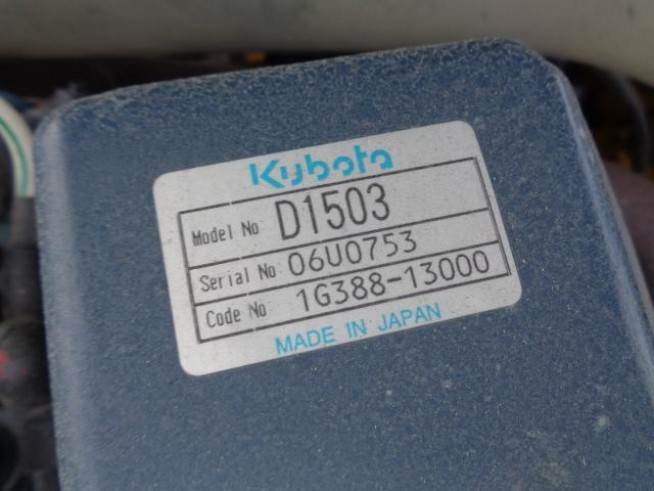 Kubota
Model No D1503
Serial No 06U0753
Code No 1G388-13000
MADE IN JAPAN